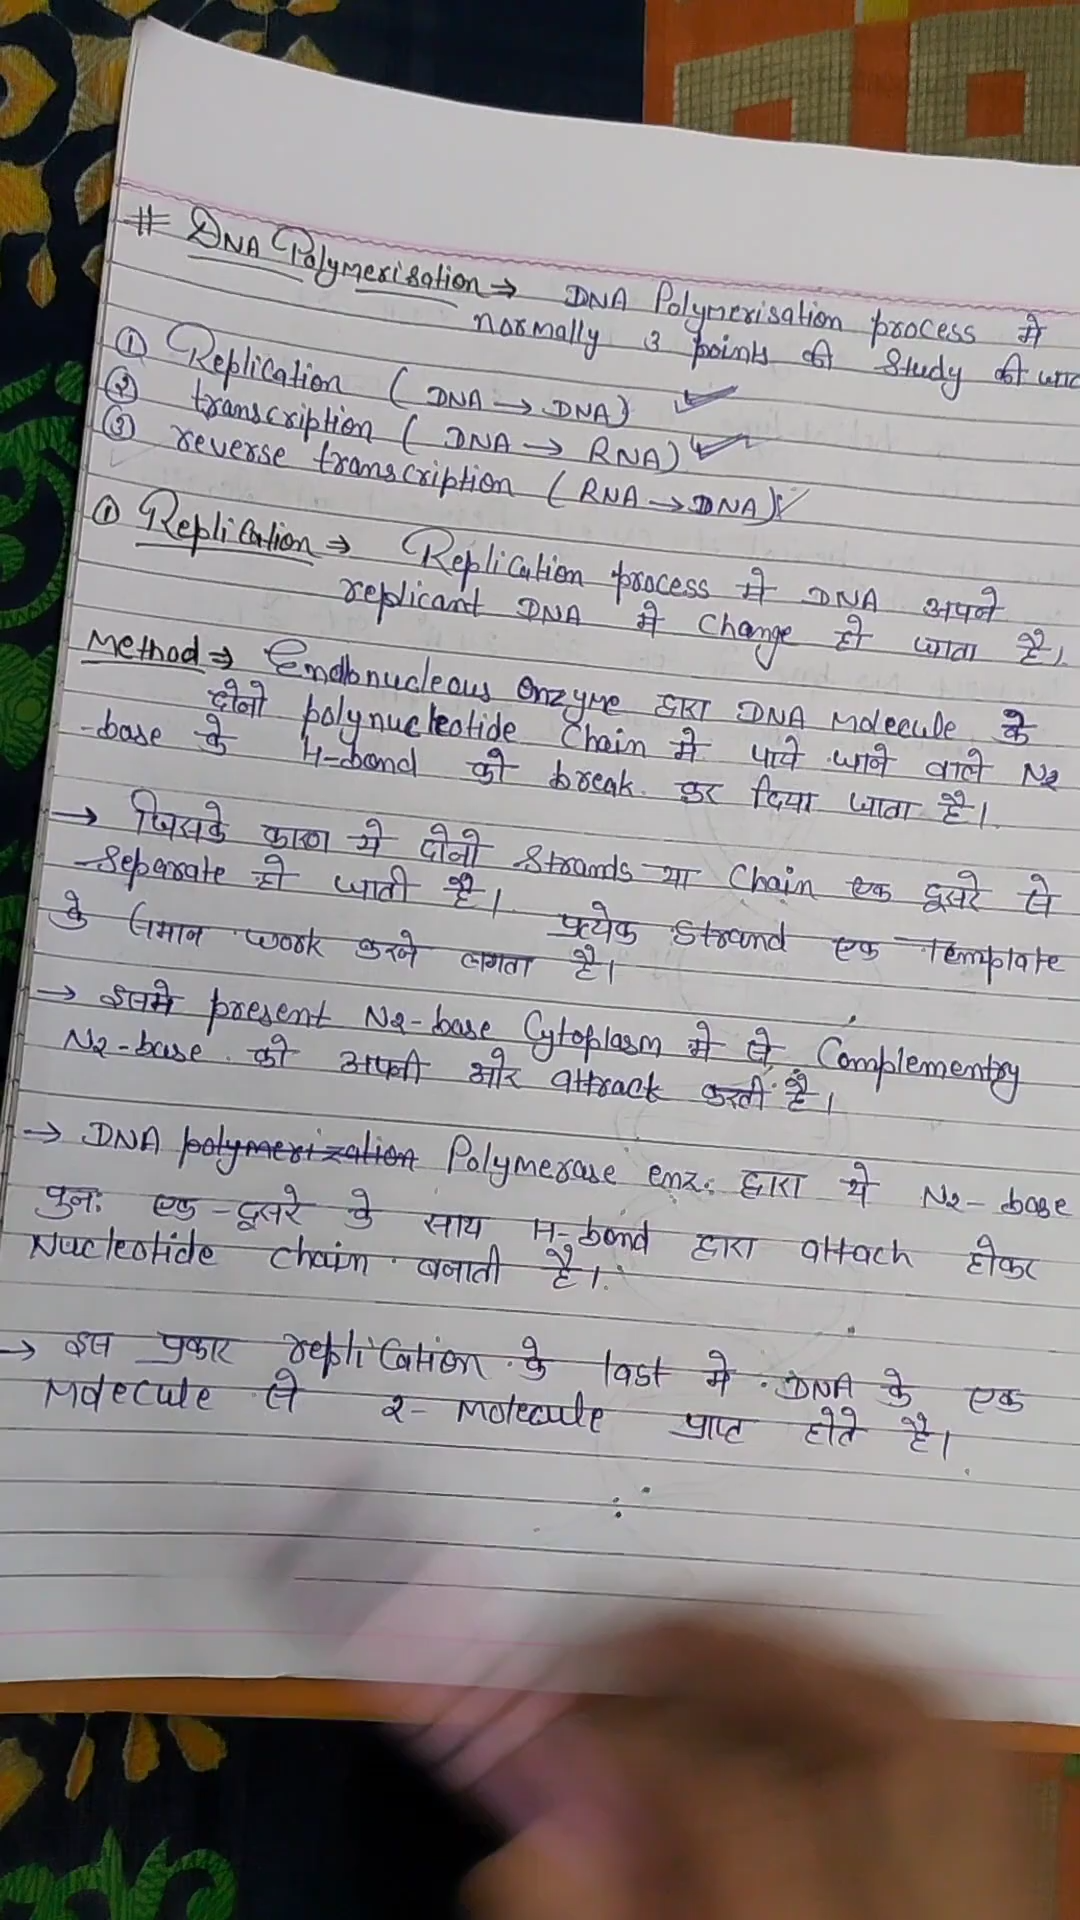 # DNA Polymerisation → DNA Polymerisation process मे
normally 3 points की study की
① Replication (DNA → DNA)
② transcription (DNA → RNA)
③ reverse transcription (RNA → DNA)
① Replication ⇒ Replication process मे DNA अपने
replicant DNA मे change हो जाता है।
Method ⇒ Endonucleous enzyme द्वारा DNA Molecule के
दोनो polynucleotide chain मे पाये जाने वाले N2
-base के H-bond को break कर दिया जाता है।
→ जिसके कारण ये दोनो Strands या Chain एक दूसरे से
separate हो जाती है। प्रत्येक strand एक Template
के समान work करने लगता है।
→ इसमे present N2-base Cytoplasm मे से Complementry
N2-base को अपनी ओर attrack करती है।
→ DNA polymerization Polymerase enz. द्वारा ये N2-base
पुनः एक-दूसरे के साथ H-bond द्वारा attach होकर
Nucleotide chain बनाती है।
→ इस प्रकार replication के last मे DNA के एक
Molecule से 2-Molecule प्राप्त होते है।